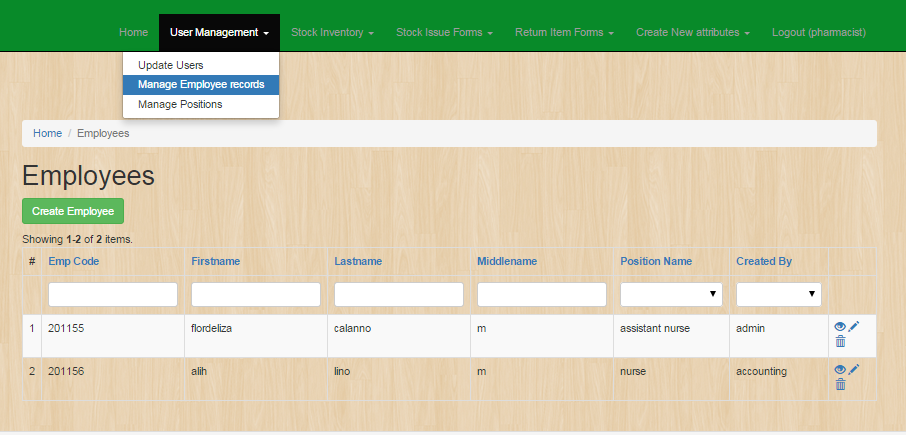 Home User Management Stock Inventory Stock Issue Forms Return Item Forms Create New attributes Logout (pharmacist)
Update Users
Manage Employee records
Manage Positions
Home / Employees
Employees
Create Employee
Showing 1-2 of 2 items.
# Emp Code Firstname Lastname Middlename Position Name Created By
1 201155 flordeliza calanno m assistant nurse admin
2 201156 alih lino m nurse accounting